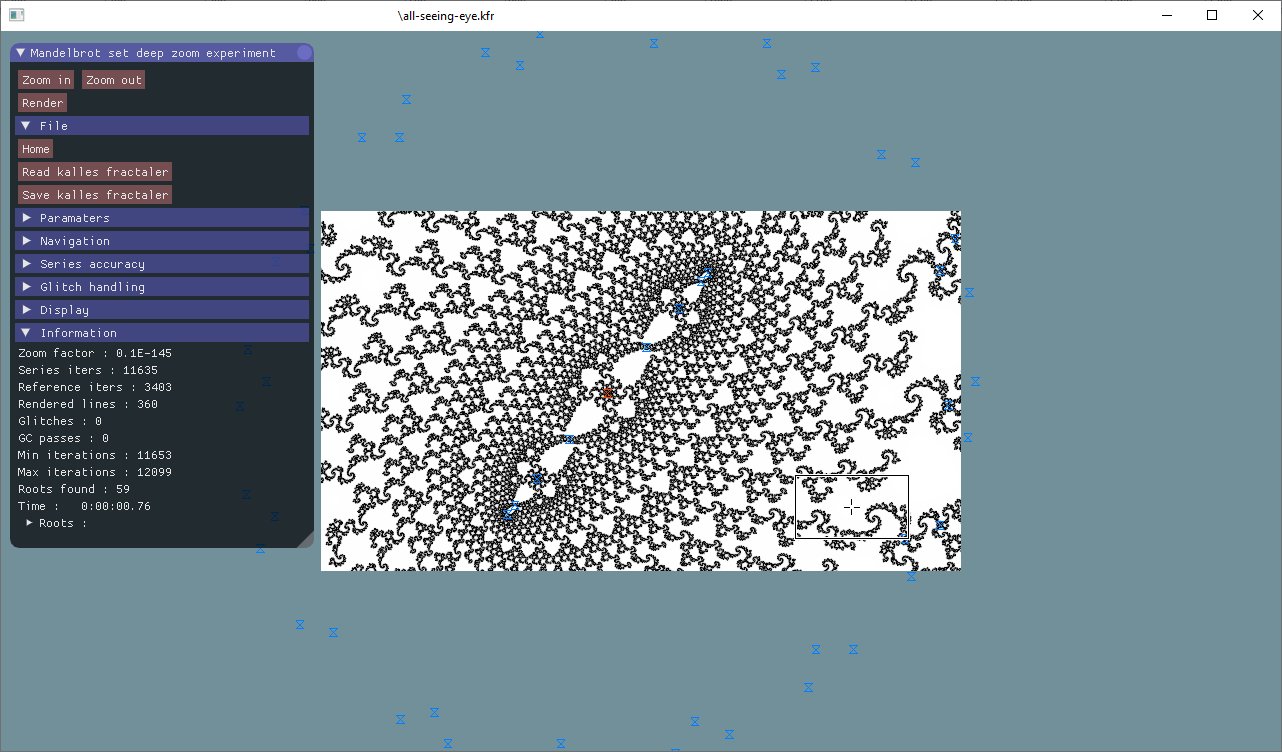 \all-seeing-eye.kfr
Mandelbrot set deep zoom experiment
Zoom in Zoom out
Render
File
Home
Read kalles fractaler
Save kalles fractaler
Paramaters
Navigation
Series accuracy
Glitch handling
Display
Information
Zoom factor : 0.1E-145
Series iters : 11635
Reference iters : 3403
Rendered lines : 360
Glitches : 0
GC passes : 0
Min iterations : 11653
Max iterations : 12099
Roots found : 59
Time :   0:00:00.76
Roots :